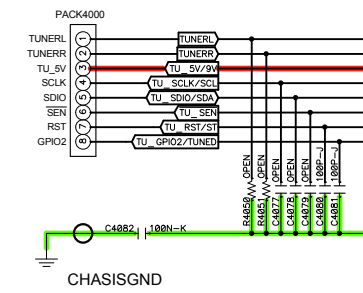 PACK4000
TUNERL 1 TUNERL
TUNERR 2 TUNERR
TU_5V 3 TU_5V/9V
SCLK 4 TU_SCLK/SCL
SDIO 5 TU_SDIO/SDA
SEN 6 TU_SEN
RST 7 TU_RST/ST
GPIO2 8 TU_GPIO2/TUNED
R4050 OPEN
R4051 OPEN
C4077 OPEN
C4078 OPEN
C4079 OPEN
C4080 100P-J
C4081 100P-J
C4082 100N-K
CHASISGND